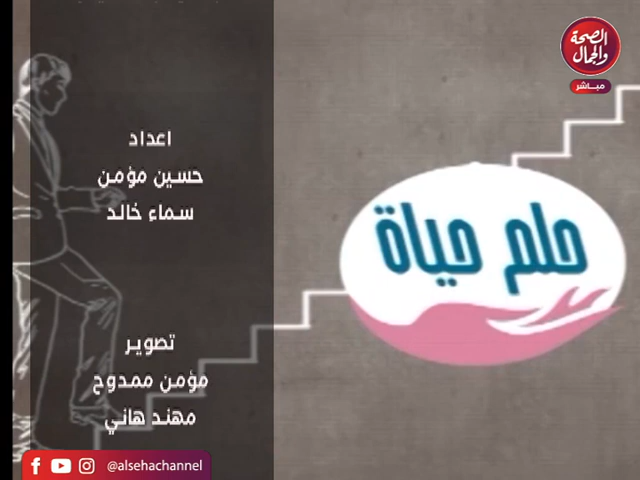 الصحة
والجمال
مباشر
اعداد
حسين مؤمن
سماء خالد
حلم حياة
تصوير
مؤمن ممدوح
مهند هاني
@alsehachannel